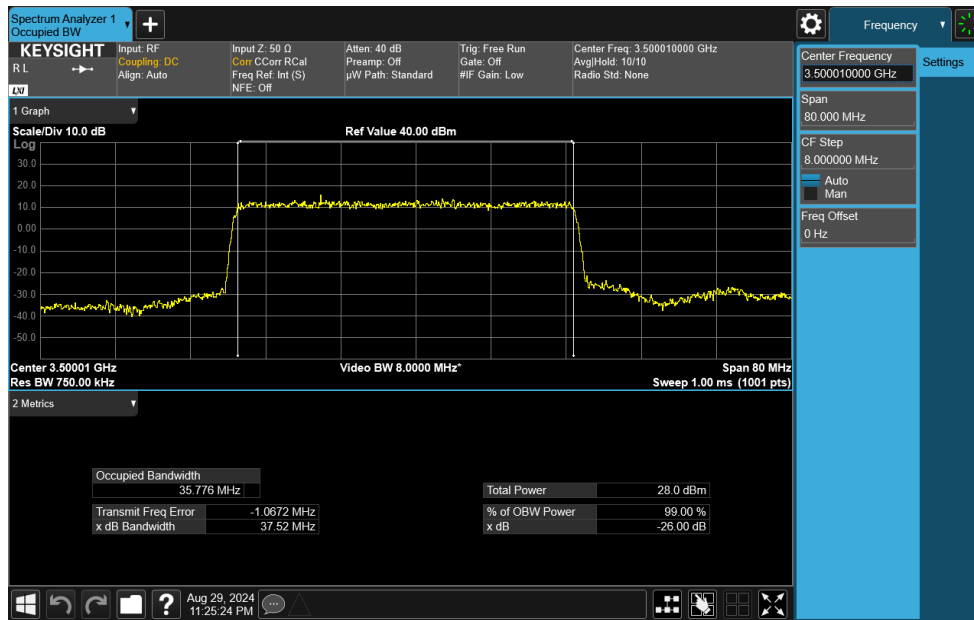 Spectrum Analyzer 1
Occupied BW
Frequency
KEYSIGHT
R L
LXI
Input: RF
Coupling: DC
Align: Auto
Input Z: 50 Ω
Corr CCorr RCal
Freq Ref: Int (S)
NFE: Off
Atten: 40 dB
Preamp: Off
µW Path: Standard
Trig: Free Run
Gate: Off
#IF Gain: Low
Center Freq: 3.500010000 GHz
Avg|Hold: 10/10
Radio Std: None
Center Frequency
3.500010000 GHz
Settings
Span
80.000 MHz
CF Step
8.000000 MHz
Auto
Man
Freq Offset
0 Hz
1 Graph
Scale/Div 10.0 dB
Ref Value 40.00 dBm
Log
30.0
20.0
10.0
0.00
-10.0
-20.0
-30.0
-40.0
-50.0
Center 3.50001 GHz
Video BW 8.0000 MHz*
Span 80 MHz
Res BW 750.00 kHz
Sweep 1.00 ms (1001 pts)
2 Metrics
Occupied Bandwidth
35.776 MHz
Total Power 28.0 dBm
Transmit Freq Error -1.0672 MHz
% of OBW Power 99.00 %
x dB Bandwidth 37.52 MHz
x dB -26.00 dB
?
Aug 29, 2024
11:25:24 PM